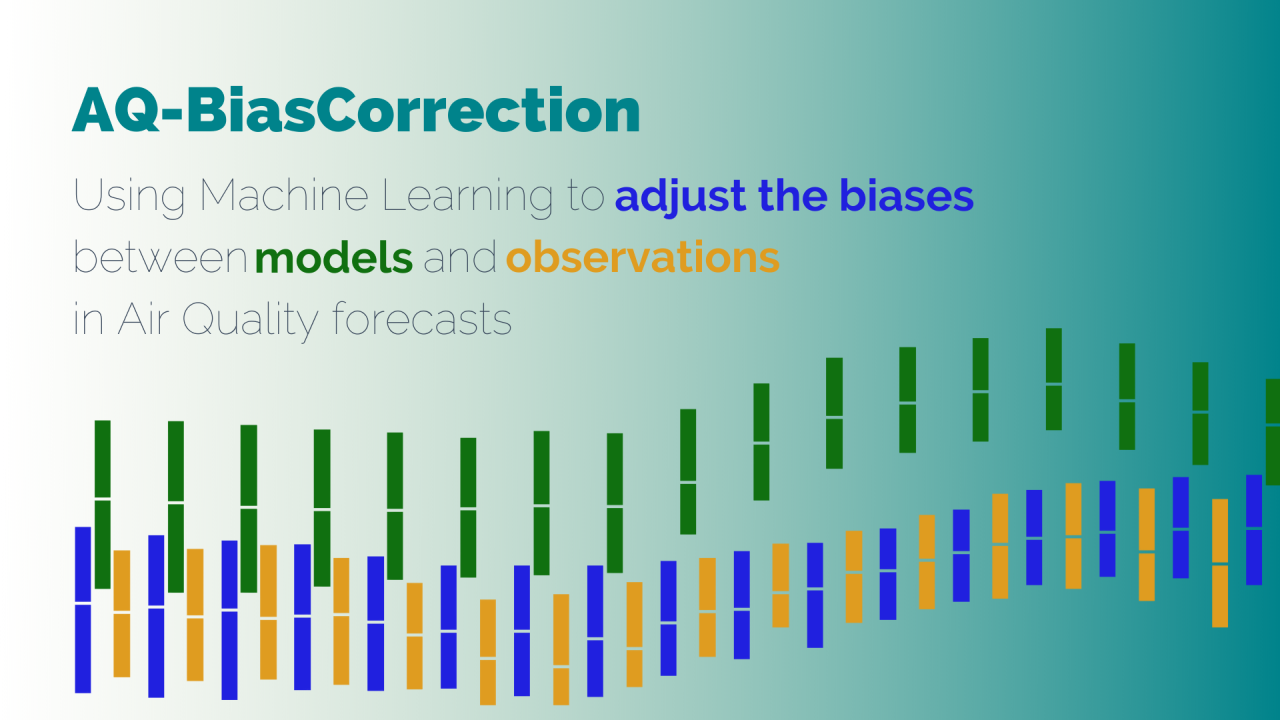 AQ-BiasCorrection
Using Machine Learning to adjust the biases
between models and observations
in Air Quality forecasts